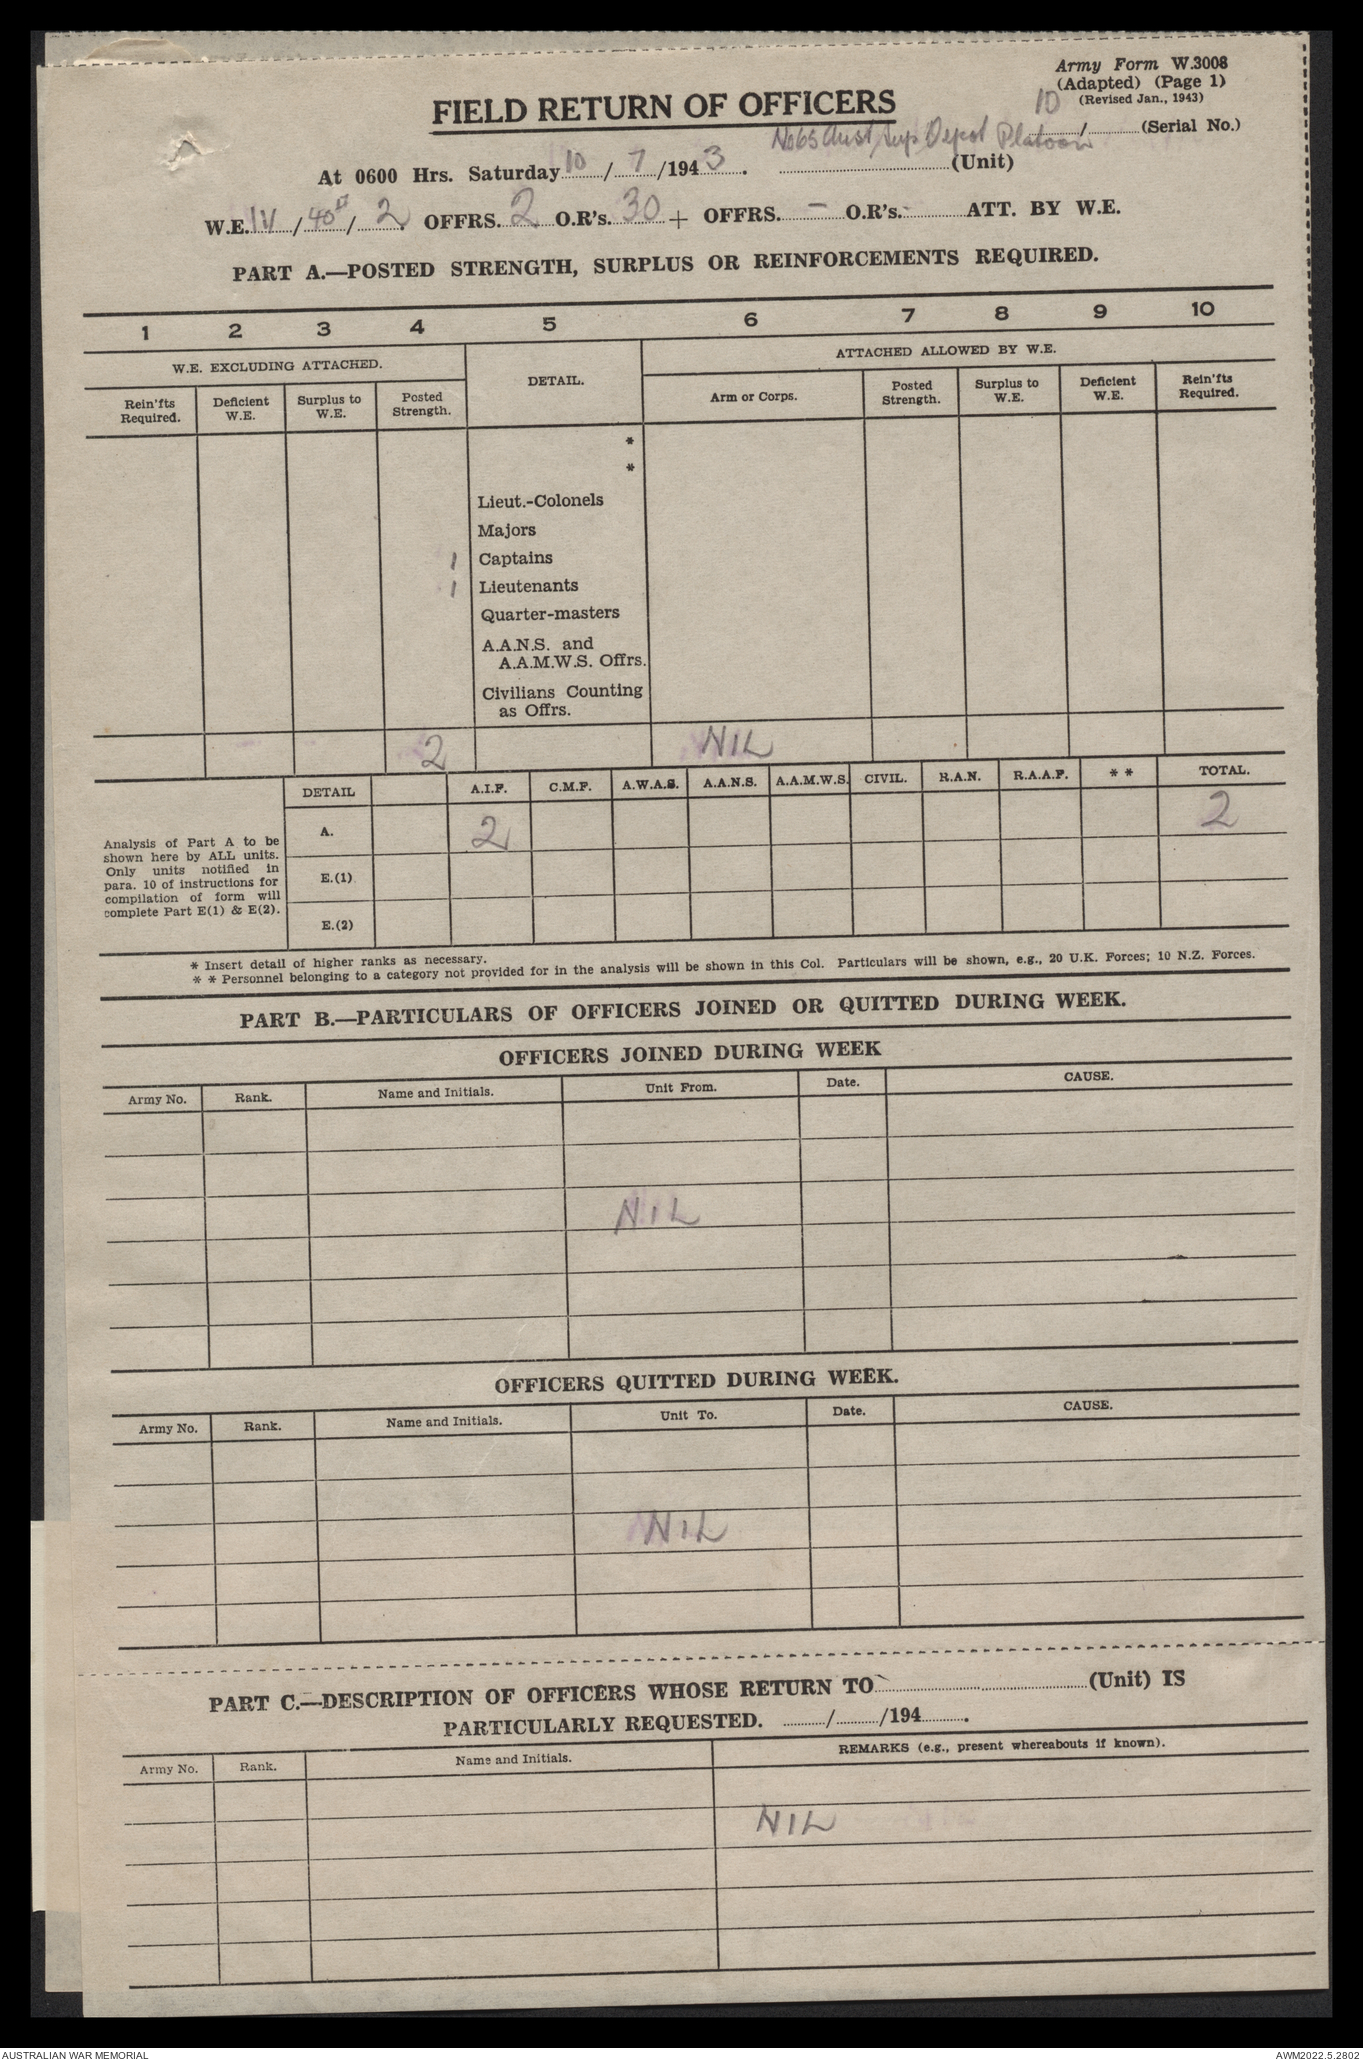 Army Form W.3008
(Adapted) (Page 1)
(Revised Jan., 1943)
FIELD RETURN OF OFFICERS
10
........../............(Serial No.)
No 65 Aust Sup Depot Platoon
At 0600 Hrs. Saturday 10 / 7 /194 3. (Unit)
W.E. IV / 40 / 2 OFFRS. 2 O.R's. 30 + OFFRS. - O.R's. - ATT. BY W.E.
PART A.—POSTED STRENGTH, SURPLUS OR REINFORCEMENTS REQUIRED.
1 2 3 4 5 6 7 8 9 10
W.E. EXCLUDING ATTACHED. DETAIL. ATTACHED ALLOWED BY W.E.
Rein'fts Required. Deficient W.E. Surplus to W.E. Posted Strength. Arm or Corps. Posted Strength. Surplus to W.E. Deficient W.E. Rein'fts Required.
*
*
Lieut.-Colonels
Majors
1 Captains
1 Lieutenants
Quarter-masters
A.A.N.S. and
A.A.M.W.S. Offrs.
Civilians Counting
as Offrs.
2 NIL
DETAIL A.I.F. C.M.F. A.W.A.S. A.A.N.S. A.A.M.W.S. CIVIL. R.A.N. R.A.A.F. * * TOTAL.
Analysis of Part A to be
shown here by ALL units.
Only units notified in
para. 10 of instructions for
compilation of form will
complete Part E(1) & E(2).
A. 2 2
E.(1)
E.(2)
* Insert detail of higher ranks as necessary.
* * Personnel belonging to a category not provided for in the analysis will be shown in this Col. Particulars will be shown, e.g., 20 U.K. Forces; 10 N.Z. Forces.
PART B.—PARTICULARS OF OFFICERS JOINED OR QUITTED DURING WEEK.
OFFICERS JOINED DURING WEEK
Army No. Rank. Name and Initials. Unit From. Date. CAUSE.
NIL
OFFICERS QUITTED DURING WEEK.
Army No. Rank. Name and Initials. Unit To. Date. CAUSE.
NIL
PART C.—DESCRIPTION OF OFFICERS WHOSE RETURN TO..........(Unit) IS
PARTICULARLY REQUESTED. ........../........../194..........
Army No. Rank. Name and Initials. REMARKS (e.g., present whereabouts if known).
NIL
AUSTRALIAN WAR MEMORIAL
AWM2022.5.2802